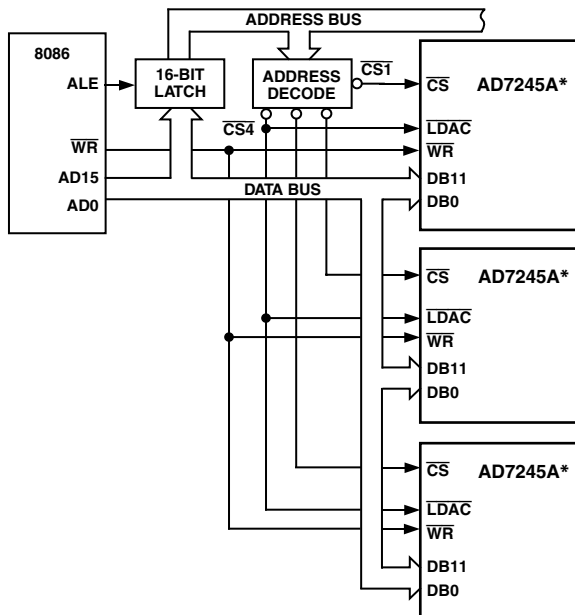 ADDRESS BUS
8086
ALE
16-BIT
LATCH
ADDRESS
DECODE
CS1
CS
AD7245A*
CS4
LDAC
WR
WR
AD15
DB11
AD0
DATA BUS
DB0
CS
AD7245A*
LDAC
WR
DB11
DB0
CS
AD7245A*
LDAC
WR
DB11
DB0